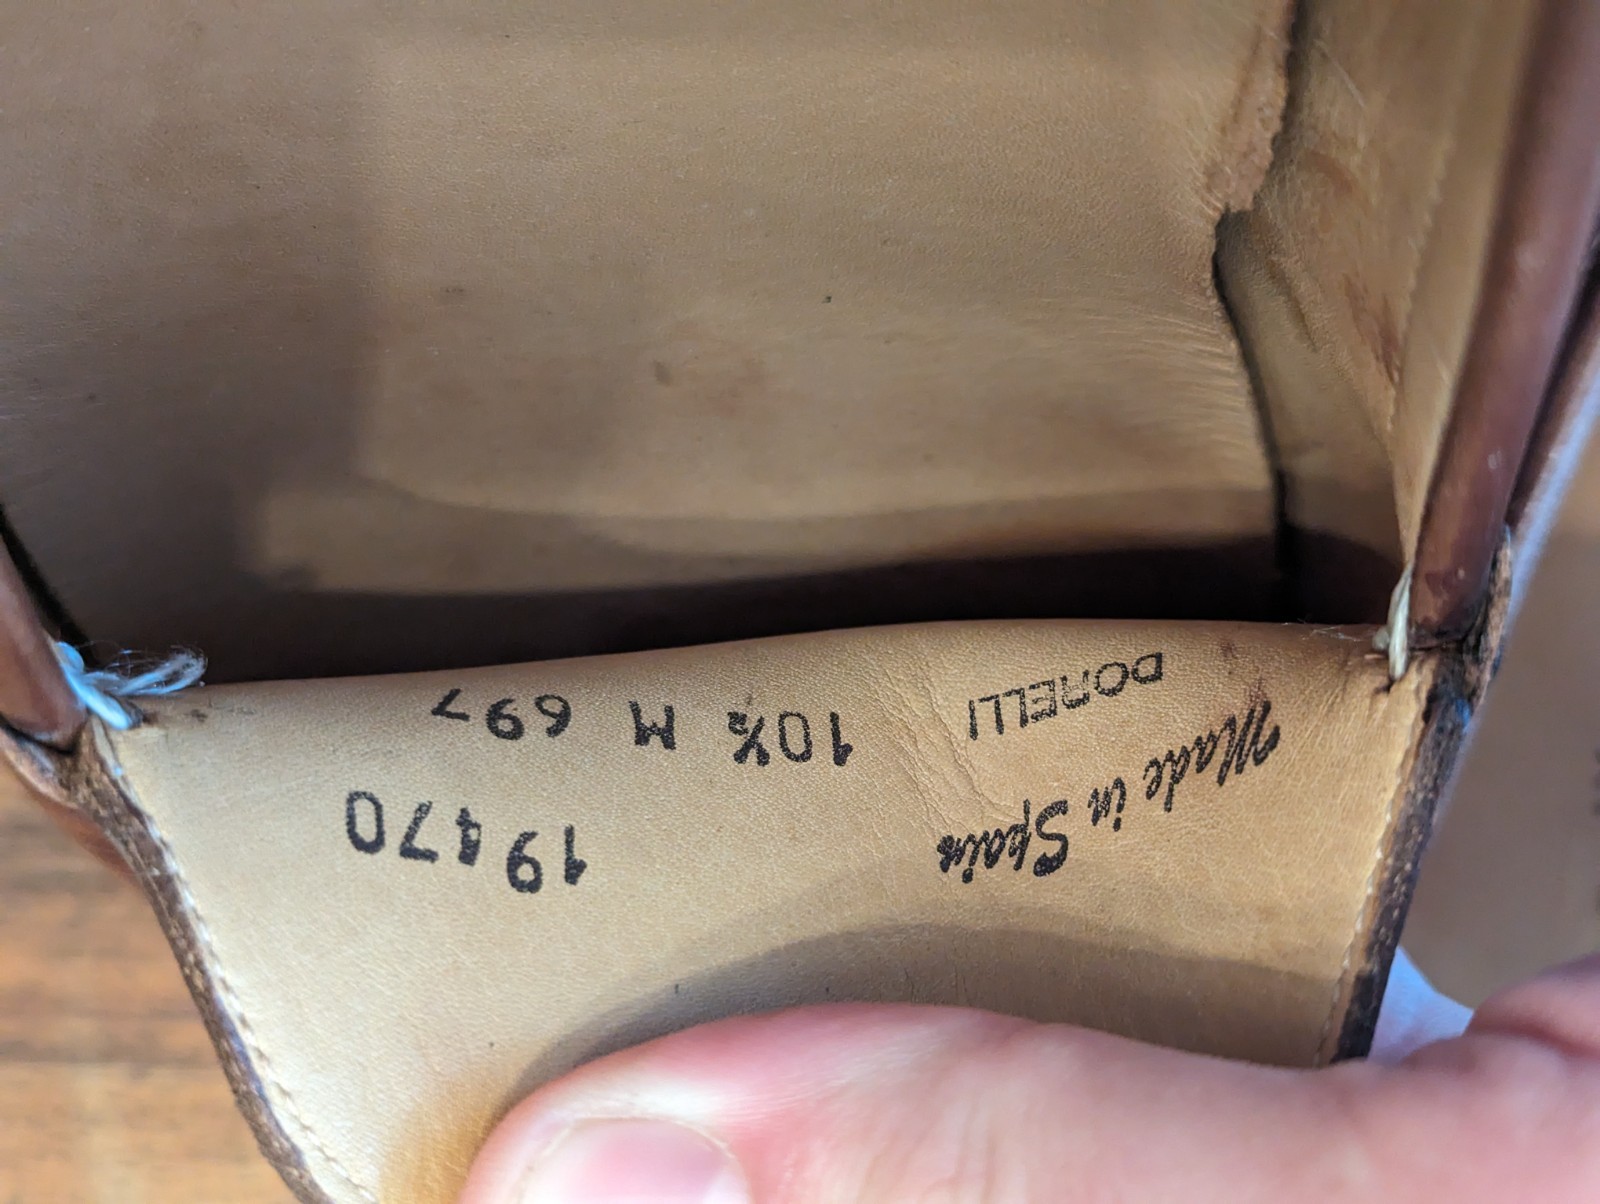 19470
10½ M 697
Made in Spain
DORELLI